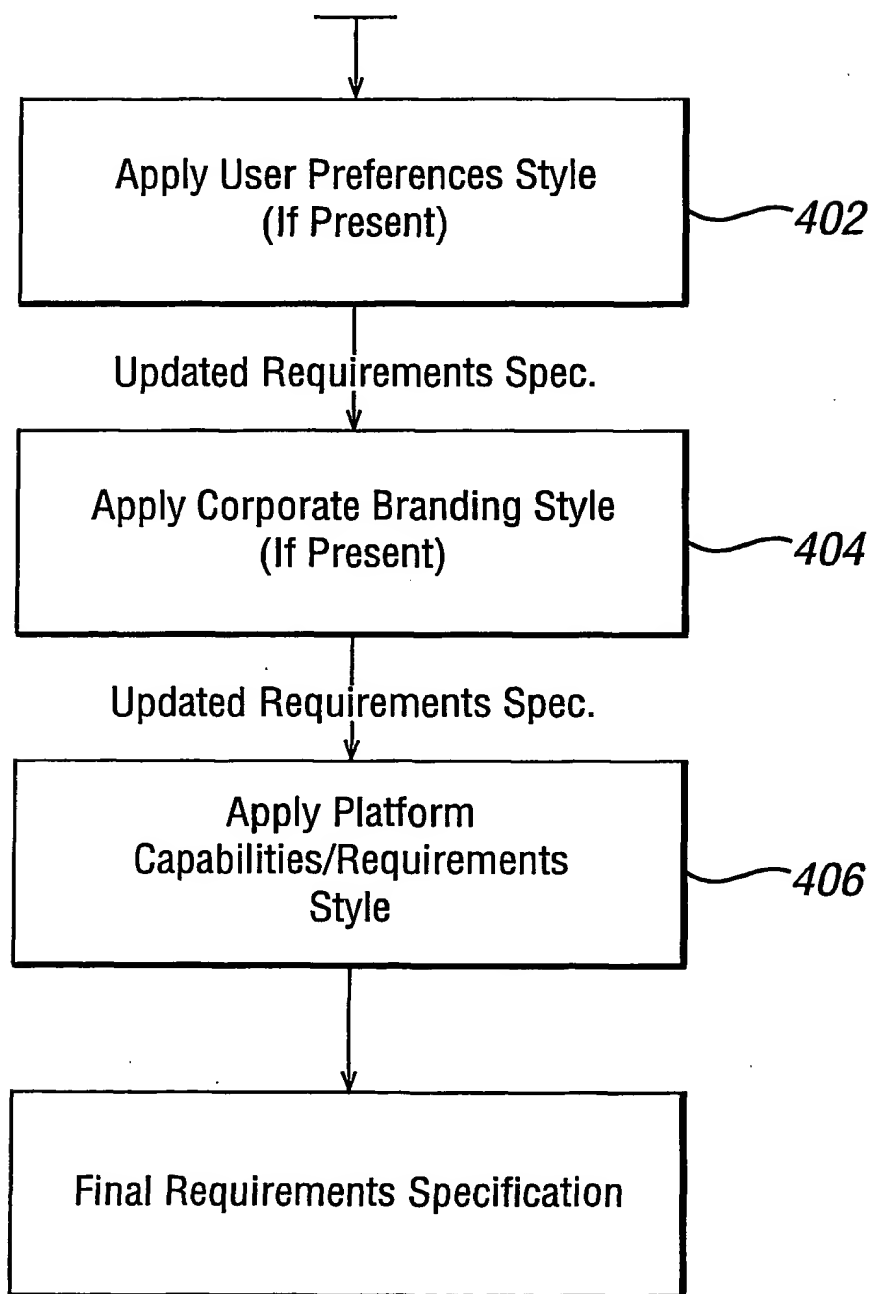 Apply User Preferences Style
(If Present)
402
Updated Requirements Spec.
Apply Corporate Branding Style
(If Present)
404
Updated Requirements Spec.
Apply Platform
Capabilities/Requirements
Style
406
Final Requirements Specification